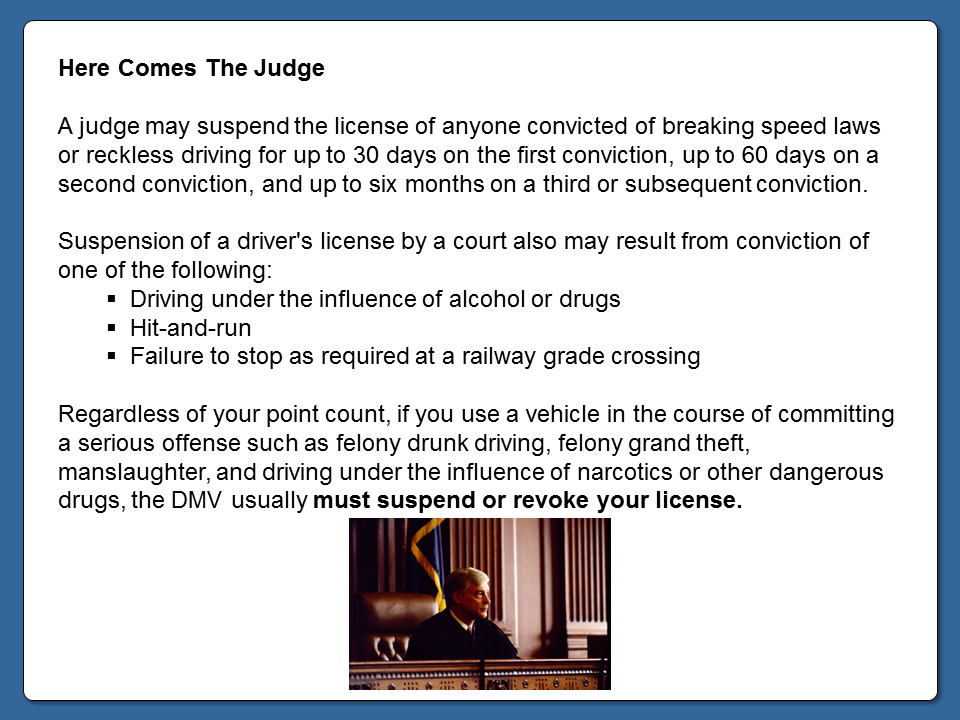 Here Comes The Judge
A judge may suspend the license of anyone convicted of breaking speed laws
or reckless driving for up to 30 days on the first conviction, up to 60 days on a
second conviction, and up to six months on a third or subsequent conviction.
Suspension of a driver's license by a court also may result from conviction of
one of the following:
▪ Driving under the influence of alcohol or drugs
▪ Hit-and-run
▪ Failure to stop as required at a railway grade crossing
Regardless of your point count, if you use a vehicle in the course of committing
a serious offense such as felony drunk driving, felony grand theft,
manslaughter, and driving under the influence of narcotics or other dangerous
drugs, the DMV usually must suspend or revoke your license.